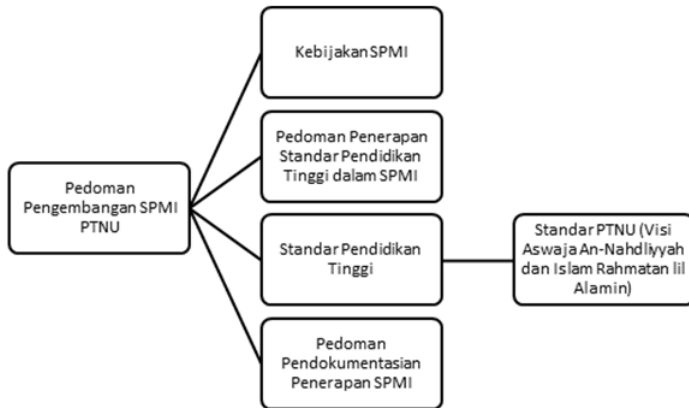 Pedoman
Pengembangan SPMI
PTNU
Kebijakan SPMI
Pedoman Penerapan
Standar Pendidikan
Tinggi dalam SPMI
Standar Pendidikan
Tinggi
Pedoman
Pendokumentasian
Penerapan SPMI
Standar PTNU (Visi
Aswaja An-Nahdliyyah
dan Islam Rahmatan lil
Alamin)